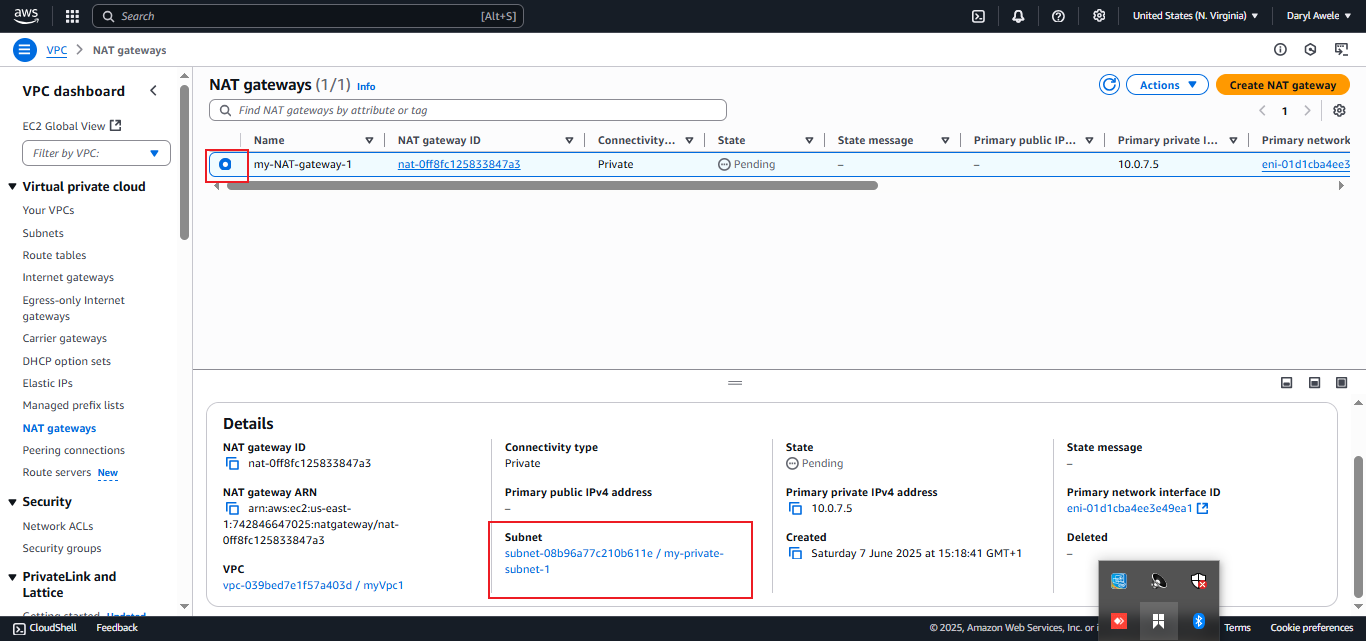 aws
Search [Alt+S]
United States (N. Virginia) Daryl Awele
VPC NAT gateways
VPC dashboard
EC2 Global View
Filter by VPC:
Virtual private cloud
Your VPCs
Subnets
Route tables
Internet gateways
Egress-only Internet
gateways
Carrier gateways
DHCP option sets
Elastic IPs
Managed prefix lists
NAT gateways
Peering connections
Route servers New
Security
Network ACLs
Security groups
PrivateLink and
Lattice
Getting started Updated
NAT gateways (1/1) Info
Actions Create NAT gateway
Find NAT gateways by attribute or tag
1
Name NAT gateway ID Connectivity... State State message Primary public IP... Primary private I... Primary network
my-NAT-gateway-1 nat-0ff8fc125833847a3 Private Pending – – 10.0.7.5 eni-01d1cba4ee3
Details
NAT gateway ID
nat-0ff8fc125833847a3
NAT gateway ARN
arn:aws:ec2:us-east-
1:742846647025:natgateway/nat-
0ff8fc125833847a3
VPC
vpc-039bed7e1f57a403d / myVpc1
Connectivity type
Private
Primary public IPv4 address
–
Subnet
subnet-08b96a77c210b611e / my-private-
subnet-1
State
Pending
Primary private IPv4 address
10.0.7.5
Created
Saturday 7 June 2025 at 15:18:41 GMT+1
State message
–
Primary network interface ID
eni-01d1cba4ee3e49ea1
Deleted
–
CloudShell Feedback © 2025, Amazon Web Services, Inc. or Terms Cookie preferences